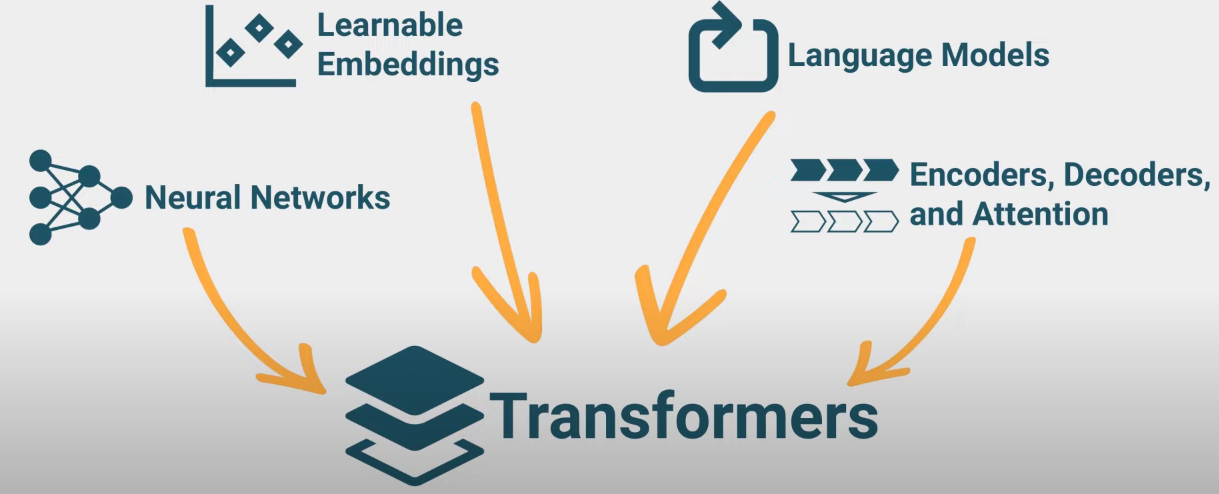 Learnable
Embeddings
Language Models
Neural Networks
Encoders, Decoders,
and Attention
Transformers